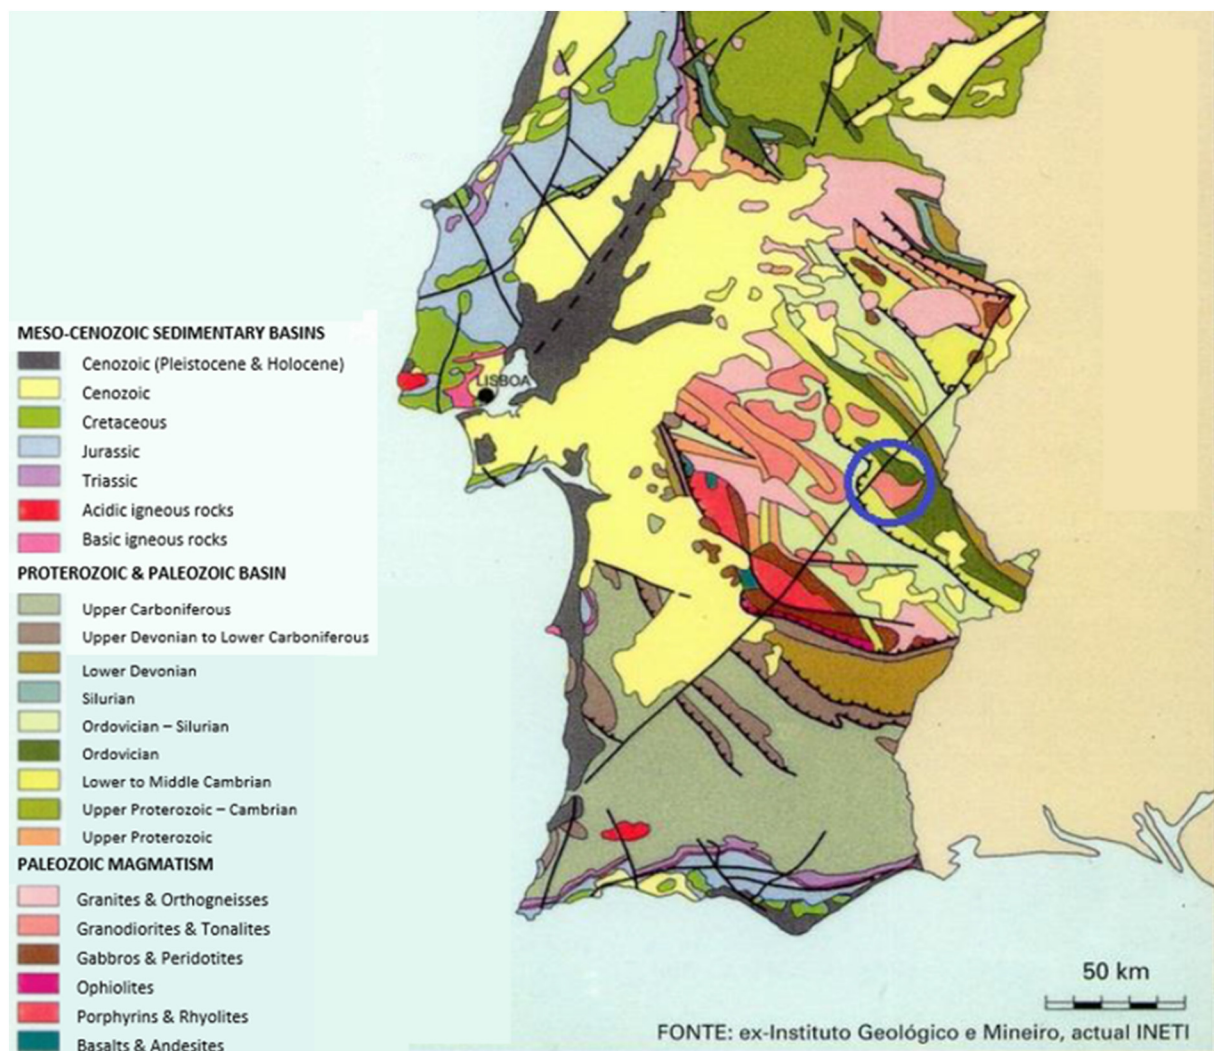 MESO-CENOZOIC SEDIMENTARY BASINS
Cenozoic (Pleistocene & Holocene)
Cenozoic
Cretaceous
Jurassic
Triassic
Acidic igneous rocks
Basic igneous rocks
PROTEROZOIC & PALEOZOIC BASIN
Upper Carboniferous
Upper Devonian to Lower Carboniferous
Lower Devonian
Silurian
Ordovician – Silurian
Ordovician
Lower to Middle Cambrian
Upper Proterozoic – Cambrian
Upper Proterozoic
PALEOZOIC MAGMATISM
Granites & Orthogneisses
Granodiorites & Tonalites
Gabbros & Peridotites
Ophiolites
Porphyrins & Rhyolites
Basalts & Andesites
LISBOA
50 km
FONTE: ex-Instituto Geológico e Mineiro, actual INETI